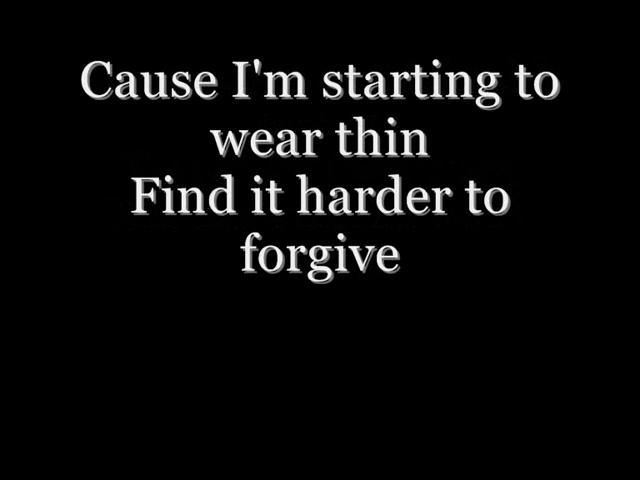 Cause I'm starting to
wear thin
Find it harder to
forgive